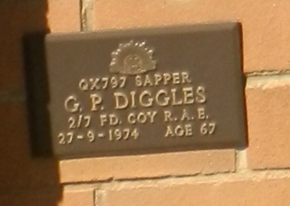 QX797 SAPPER
G. P. DIGGLES
2/7 FD. COY R.A.E.
27-9-1974 AGE 67